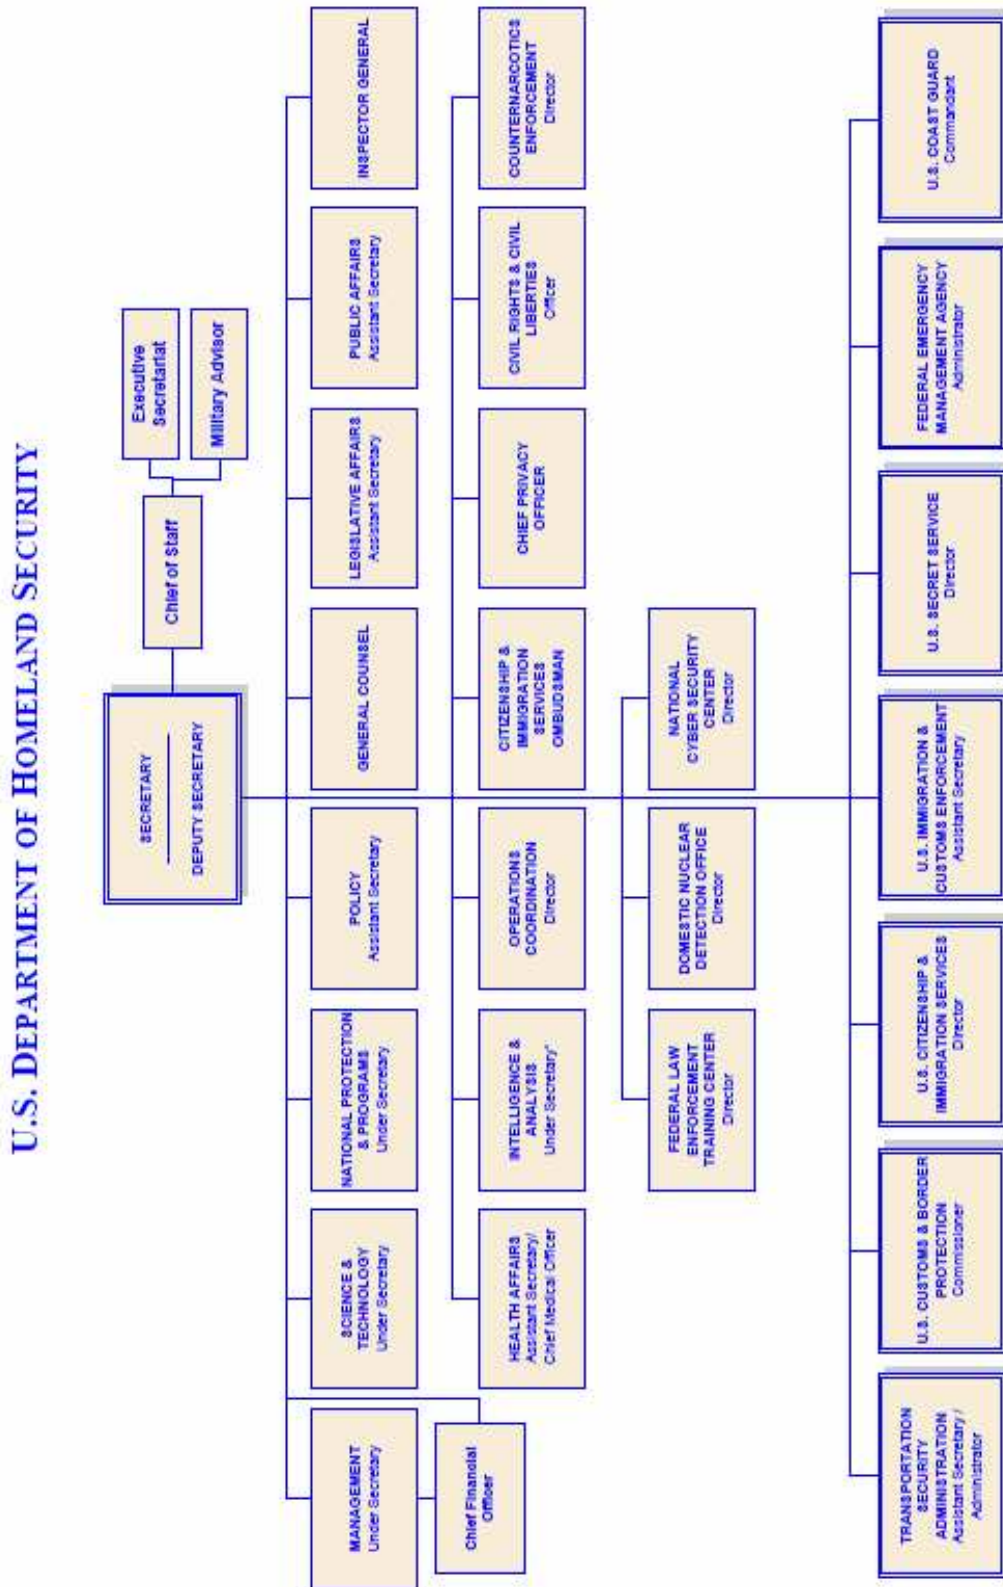 U.S. DEPARTMENT OF HOMELAND SECURITY
SECRETARY
DEPUTY SECRETARY
Chief of Staff
Executive
Secretariat
Military Advisor
MANAGEMENT
Under Secretary
Chief Financial
Officer
SCIENCE &
TECHNOLOGY
Under Secretary
NATIONAL PROTECTION
& PROGRAMS
Under Secretary
POLICY
Assistant Secretary
GENERAL COUNSEL
LEGISLATIVE AFFAIRS
Assistant Secretary
PUBLIC AFFAIRS
Assistant Secretary
INSPECTOR GENERAL
HEALTH AFFAIRS
Assistant Secretary/
Chief Medical Officer
INTELLIGENCE &
ANALYSIS
Under Secretary*
OPERATIONS
COORDINATION
Director
CITIZENSHIP &
IMMIGRATION
SERVICES
OMBUDSMAN
CHIEF PRIVACY
OFFICER
CIVIL RIGHTS & CIVIL
LIBERTIES
Officer
COUNTERNARCOTICS
ENFORCEMENT
Director
FEDERAL LAW
ENFORCEMENT
TRAINING CENTER
Director
DOMESTIC NUCLEAR
DETECTION OFFICE
Director
NATIONAL
CYBER SECURITY
CENTER
Director
TRANSPORTATION
SECURITY
ADMINISTRATION
Assistant Secretary /
Administrator
U.S. CUSTOMS & BORDER
PROTECTION
Commissioner
U.S. CITIZENSHIP &
IMMIGRATION SERVICES
Director
U.S. IMMIGRATION &
CUSTOMS ENFORCEMENT
Assistant Secretary
U.S. SECRET SERVICE
Director
FEDERAL EMERGENCY
MANAGEMENT AGENCY
Administrator
U.S. COAST GUARD
Commandant